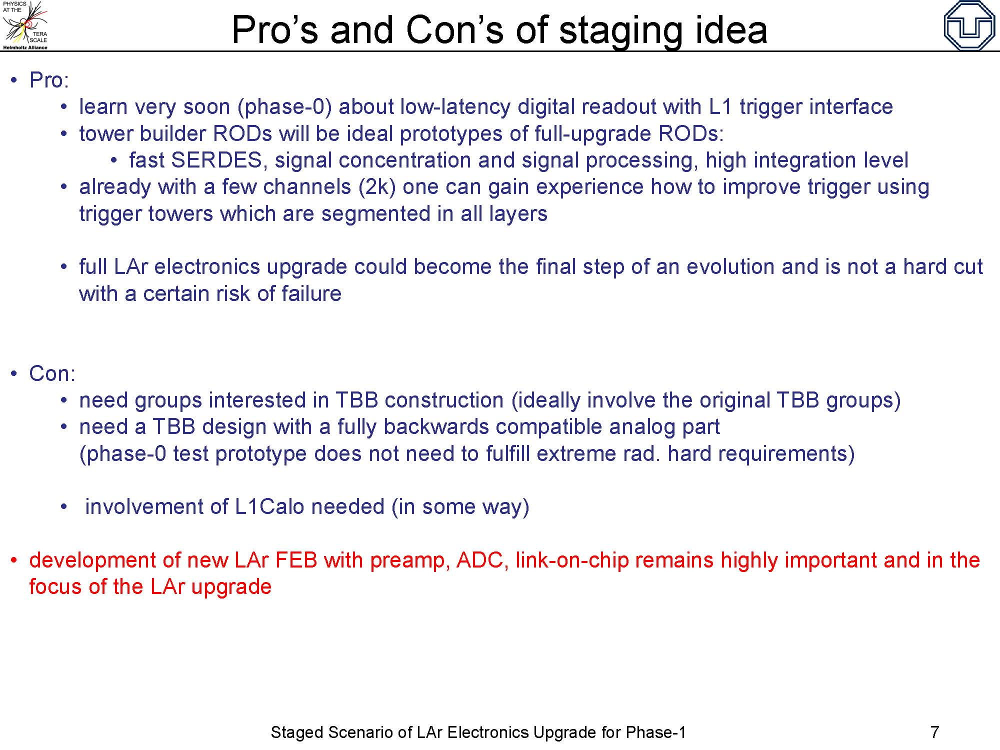 PHYSICS
AT THE
TERA
SCALE
Helmholtz Alliance
Pro’s and Con’s of staging idea
• Pro:
• learn very soon (phase-0) about low-latency digital readout with L1 trigger interface
• tower builder RODs will be ideal prototypes of full-upgrade RODs:
• fast SERDES, signal concentration and signal processing, high integration level
• already with a few channels (2k) one can gain experience how to improve trigger using
trigger towers which are segmented in all layers
• full LAr electronics upgrade could become the final step of an evolution and is not a hard cut
with a certain risk of failure
• Con:
• need groups interested in TBB construction (ideally involve the original TBB groups)
• need a TBB design with a fully backwards compatible analog part
(phase-0 test prototype does not need to fulfill extreme rad. hard requirements)
• involvement of L1Calo needed (in some way)
• development of new LAr FEB with preamp, ADC, link-on-chip remains highly important and in the
focus of the LAr upgrade
Staged Scenario of LAr Electronics Upgrade for Phase-1
7